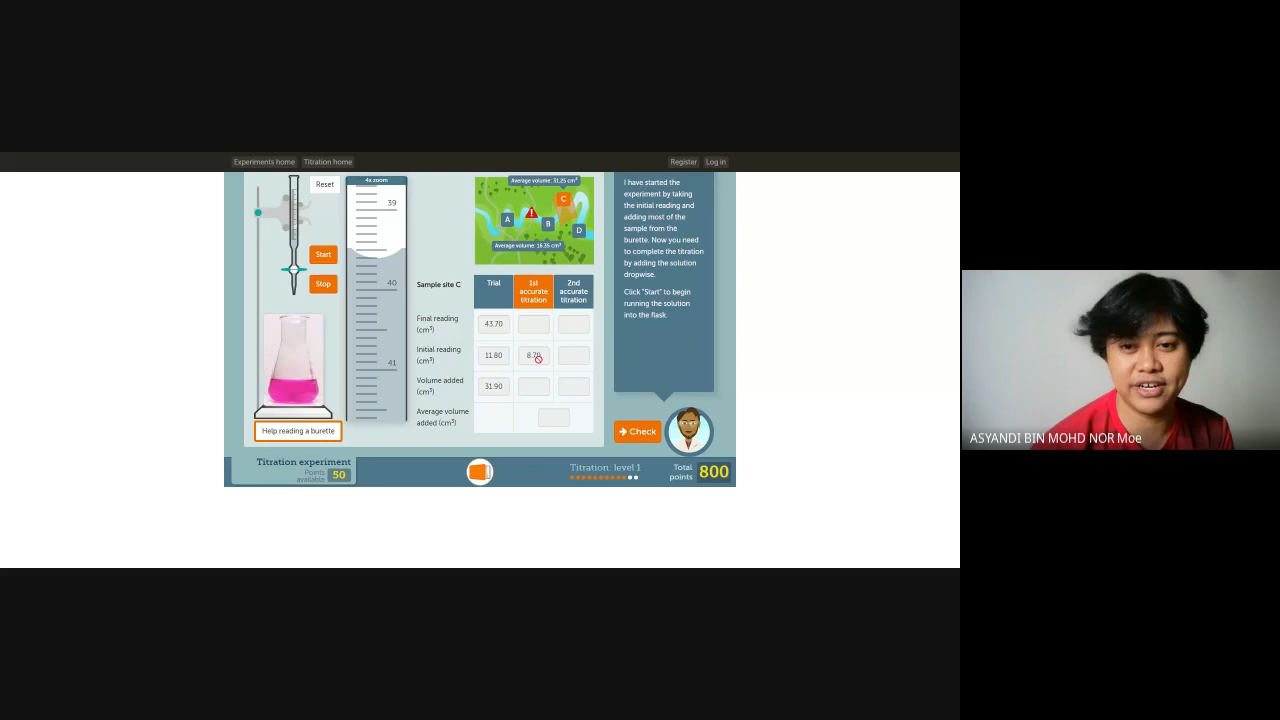 Experiments home
Titration home
Register
Log in
Reset
4x zoom
39
40
41
Start
Stop
Help reading a burette
Average volume: 31.25 cm³
A
B
C
D
Average volume: 16.35 cm³
Sample site C
Trial
1st accurate titration
2nd accurate titration
Final reading (cm³)
43.70
Initial reading (cm³)
11.80
8.70
Volume added (cm³)
31.90
Average volume added (cm³)
I have started the
experiment by taking
the initial reading and
adding most of the
sample from the
burette. Now you need
to complete the titration
by adding the solution
dropwise.
Click "Start" to begin
running the solution
into the flask.
Check
Titration experiment
Points available:
50
Titration: level 1
Total points
800
ASYANDI BIN MOHD NOR Moe